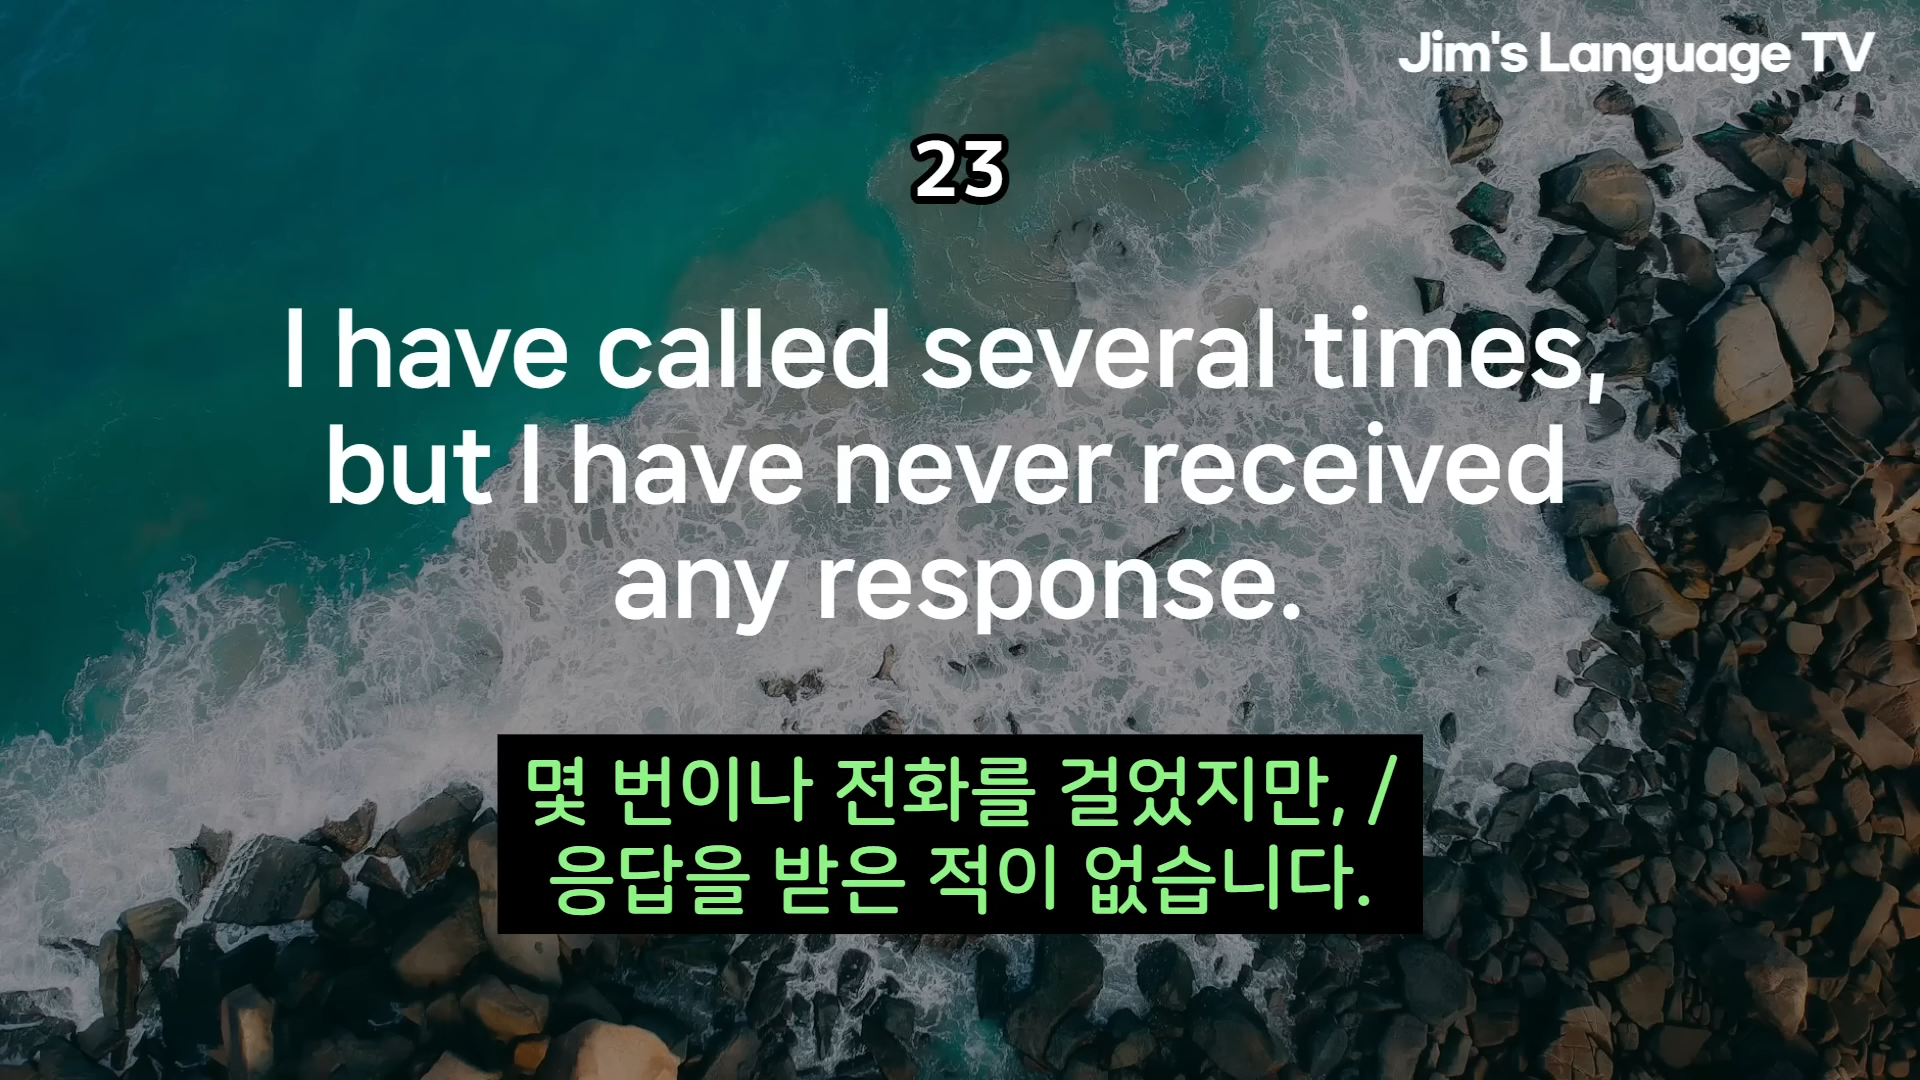 Jim's Language TV
23
I have called several times,
but I have never received
any response.
몇 번이나 전화를 걸었지만, /
응답을 받은 적이 없습니다.